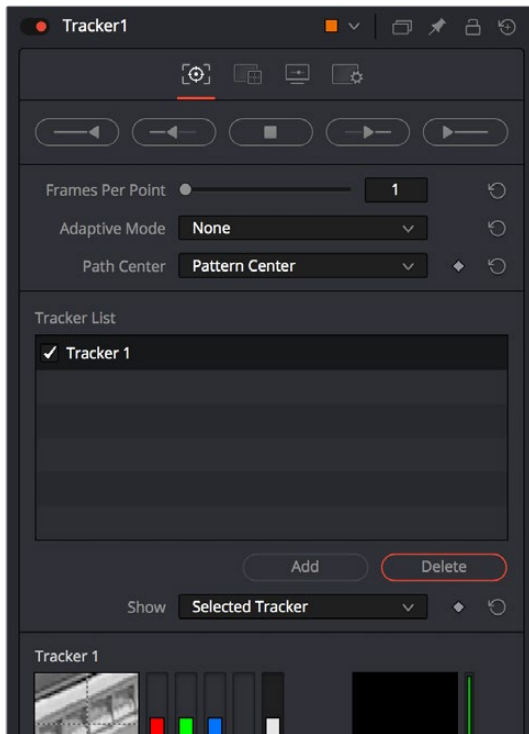 Tracker1
Frames Per Point 1
Adaptive Mode None
Path Center Pattern Center
Tracker List
Tracker 1
Add Delete
Show Selected Tracker
Tracker 1